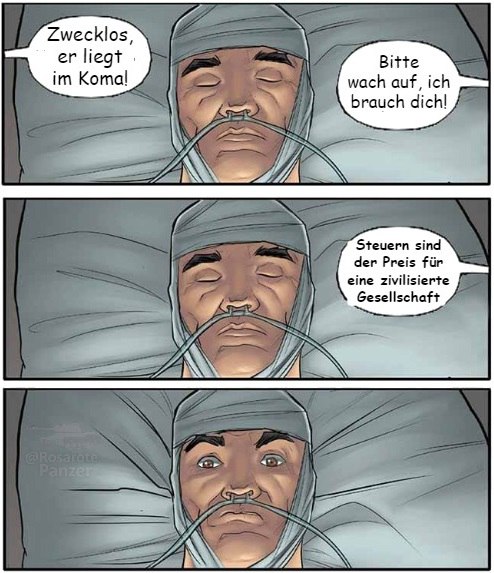 Zwecklos,
er liegt
im Koma!
Bitte
wach auf, ich
brauch dich!
Steuern sind
der Preis für
eine zivilisierte
Gesellschaft
@Rosarote
Panzer